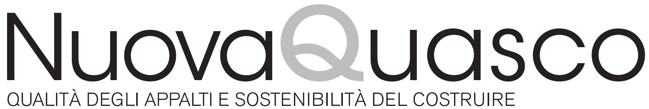 NuovaQuasco
QUALITÀ DEGLI APPALTI E SOSTENIBILITÀ DEL COSTRUIRE